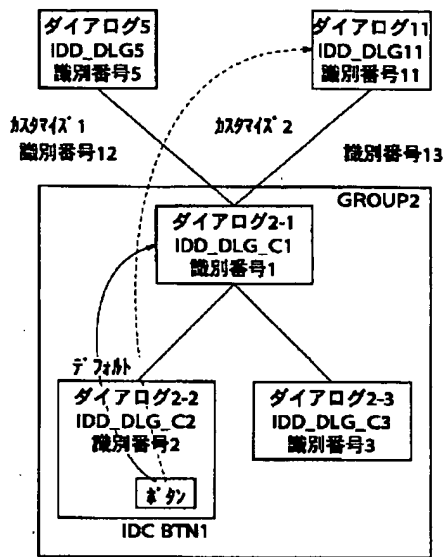 ダイアログ5
IDD_DLG5
識別番号5
ダイアログ11
IDD_DLG11
識別番号11
カスタマイズ1
識別番号12
カスタマイズ2
識別番号13
GROUP2
ダイアログ2-1
IDD_DLG_C1
識別番号1
デフォルト
ダイアログ2-2
IDD_DLG_C2
識別番号2
ボタン
IDC BTN1
ダイアログ2-3
IDD_DLG_C3
識別番号3